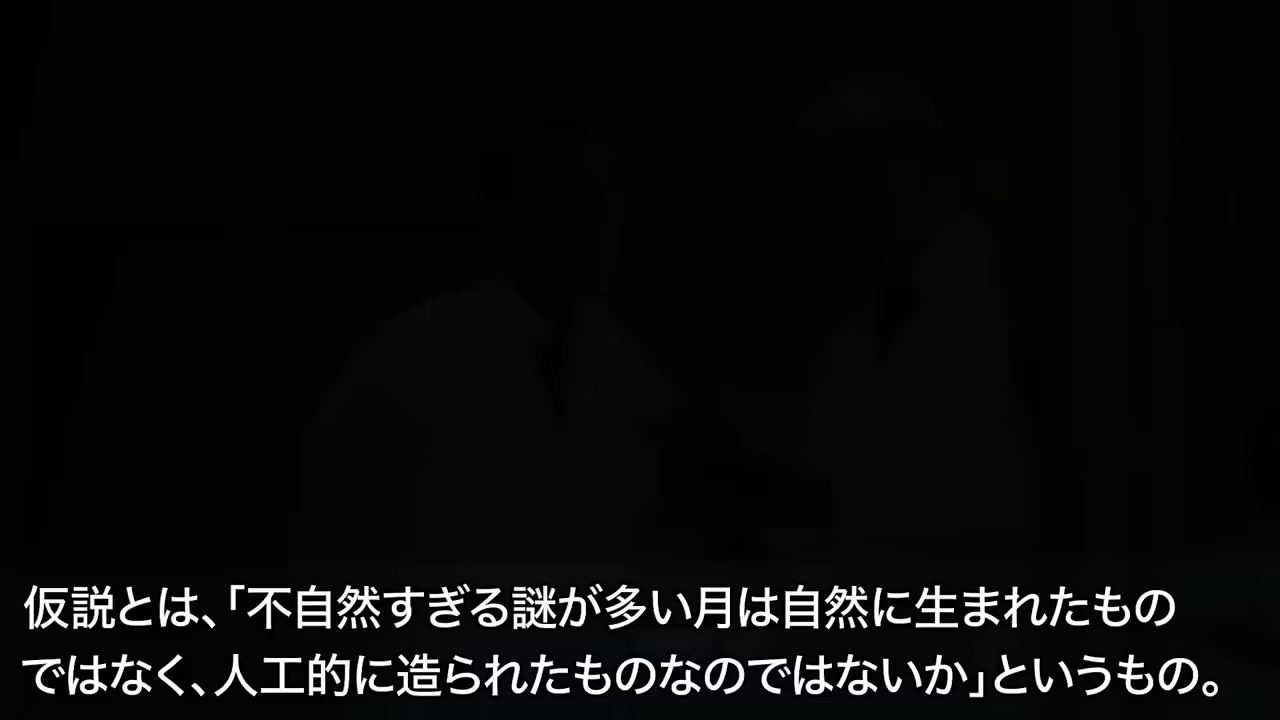 仮説とは、「不自然すぎる謎が多い月は自然に生まれたもの
ではなく、人工的に造られたものなのではないか」というもの。